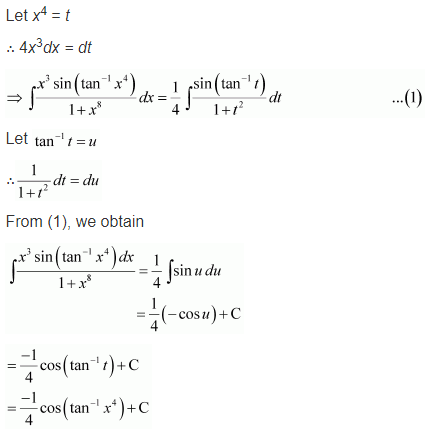 Let x⁴ = t
∴ 4x³dx = dt
⇒ ∫ x³ sin(tan⁻¹ x⁴) / 1+x⁸ dx = 1/4 ∫ sin(tan⁻¹ t) / 1+t² dt ...(1)
Let tan⁻¹ t = u
∴ 1 / 1+t² dt = du
From (1), we obtain
∫ x³ sin(tan⁻¹ x⁴)dx / 1+x⁸ = 1/4 ∫ sin u du
= 1/4 (−cos u) + C
= −1/4 cos(tan⁻¹ t) + C
= −1/4 cos(tan⁻¹ x⁴) + C